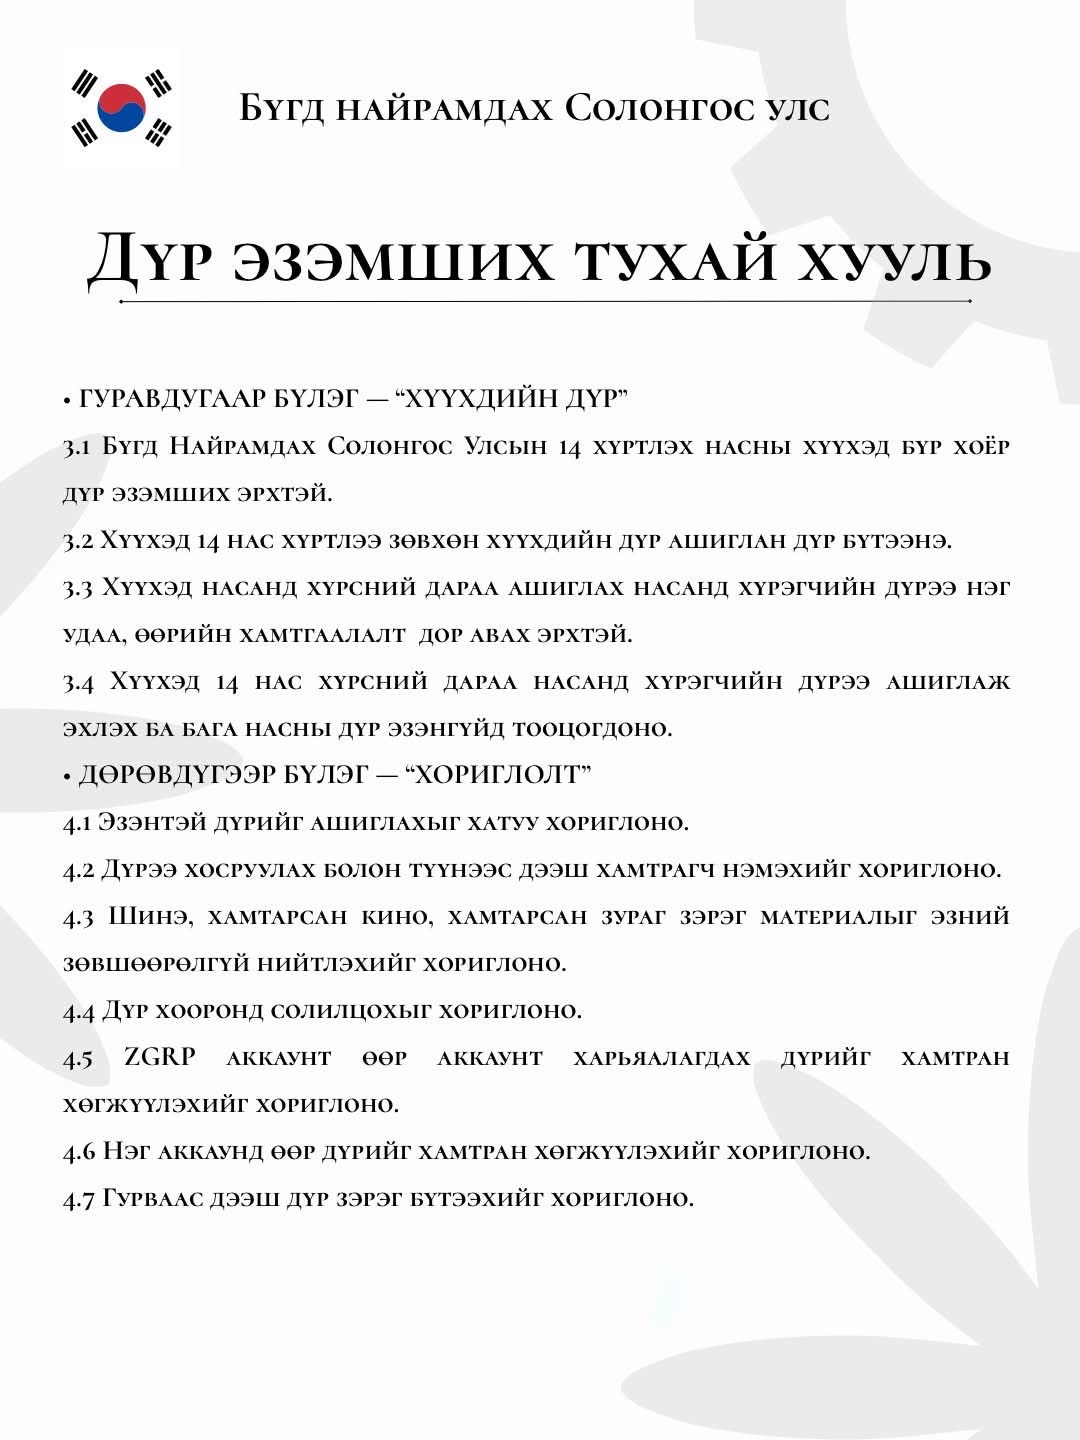 Бүгд найрамдах Солонгос улс
Дүр эзэмших тухай хууль
• ГУРАВДУГААР БҮЛЭГ — “ХҮҮХДИЙН ДҮР”
3.1 Бүгд Найрамдах Солонгос Улсын 14 хүртлэх насны хүүхэд бүр хоёр
дүр эзэмших эрхтэй.
3.2 Хүүхэд 14 нас хүртлээ зөвхөн хүүхдийн дүр ашиглан дүр бүтээнэ.
3.3 Хүүхэд насанд хүрсний дараа ашиглах насанд хүрэгчийн дүрээ нэг
удаа, өөрийн хамтгаалалт дор авах эрхтэй.
3.4 Хүүхэд 14 нас хүрсний дараа насанд хүрэгчийн дүрээ ашиглаж
эхлэх ба бага насны дүр эзэнгүйд тооцогдоно.
• ДӨРӨВДҮГЭЭР БҮЛЭГ — “ХОРИГЛОЛТ”
4.1 Эзэнтэй дүрийг ашиглахыг хатуу хориглоно.
4.2 Дүрээ хосруулах болон түүнээс дээш хамтрагч нэмэхийг хориглоно.
4.3 Шинэ, хамтарсан кино, хамтарсан зураг зэрэг материалыг эзний
зөвшөөрөлгүй нийтлэхийг хориглоно.
4.4 Дүр хооронд солилцохыг хориглоно.
4.5 ZGRP аккаунт өөр аккаунт харьяалагдах дүрийг хамтран
хөгжүүлэхийг хориглоно.
4.6 Нэг аккаунд өөр дүрийг хамтран хөгжүүлэхийг хориглоно.
4.7 Гурваас дээш дүр зэрэг бүтээхийг хориглоно.